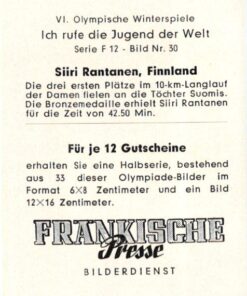 VI. Olympische Winterspiele
Ich rufe die Jugend der Welt
Serie F 12 - Bild Nr. 30
Siiri Rantanen, Finnland
Die drei ersten Plätze im 10-km-Langlauf
der Damen fielen an die Töchter Suomis.
Die Bronzemedaille erhielt Siiri Rantanen
für die Zeit von 42.50 Min.
Für je 12 Gutscheine
erhalten Sie eine Halbserie, bestehend
aus 33 dieser Olympiade-Bilder im
Format 6×8 Zentimeter und ein Bild
12×16 Zentimeter.
FRÄNKISCHE
Presse
BILDERDIENST